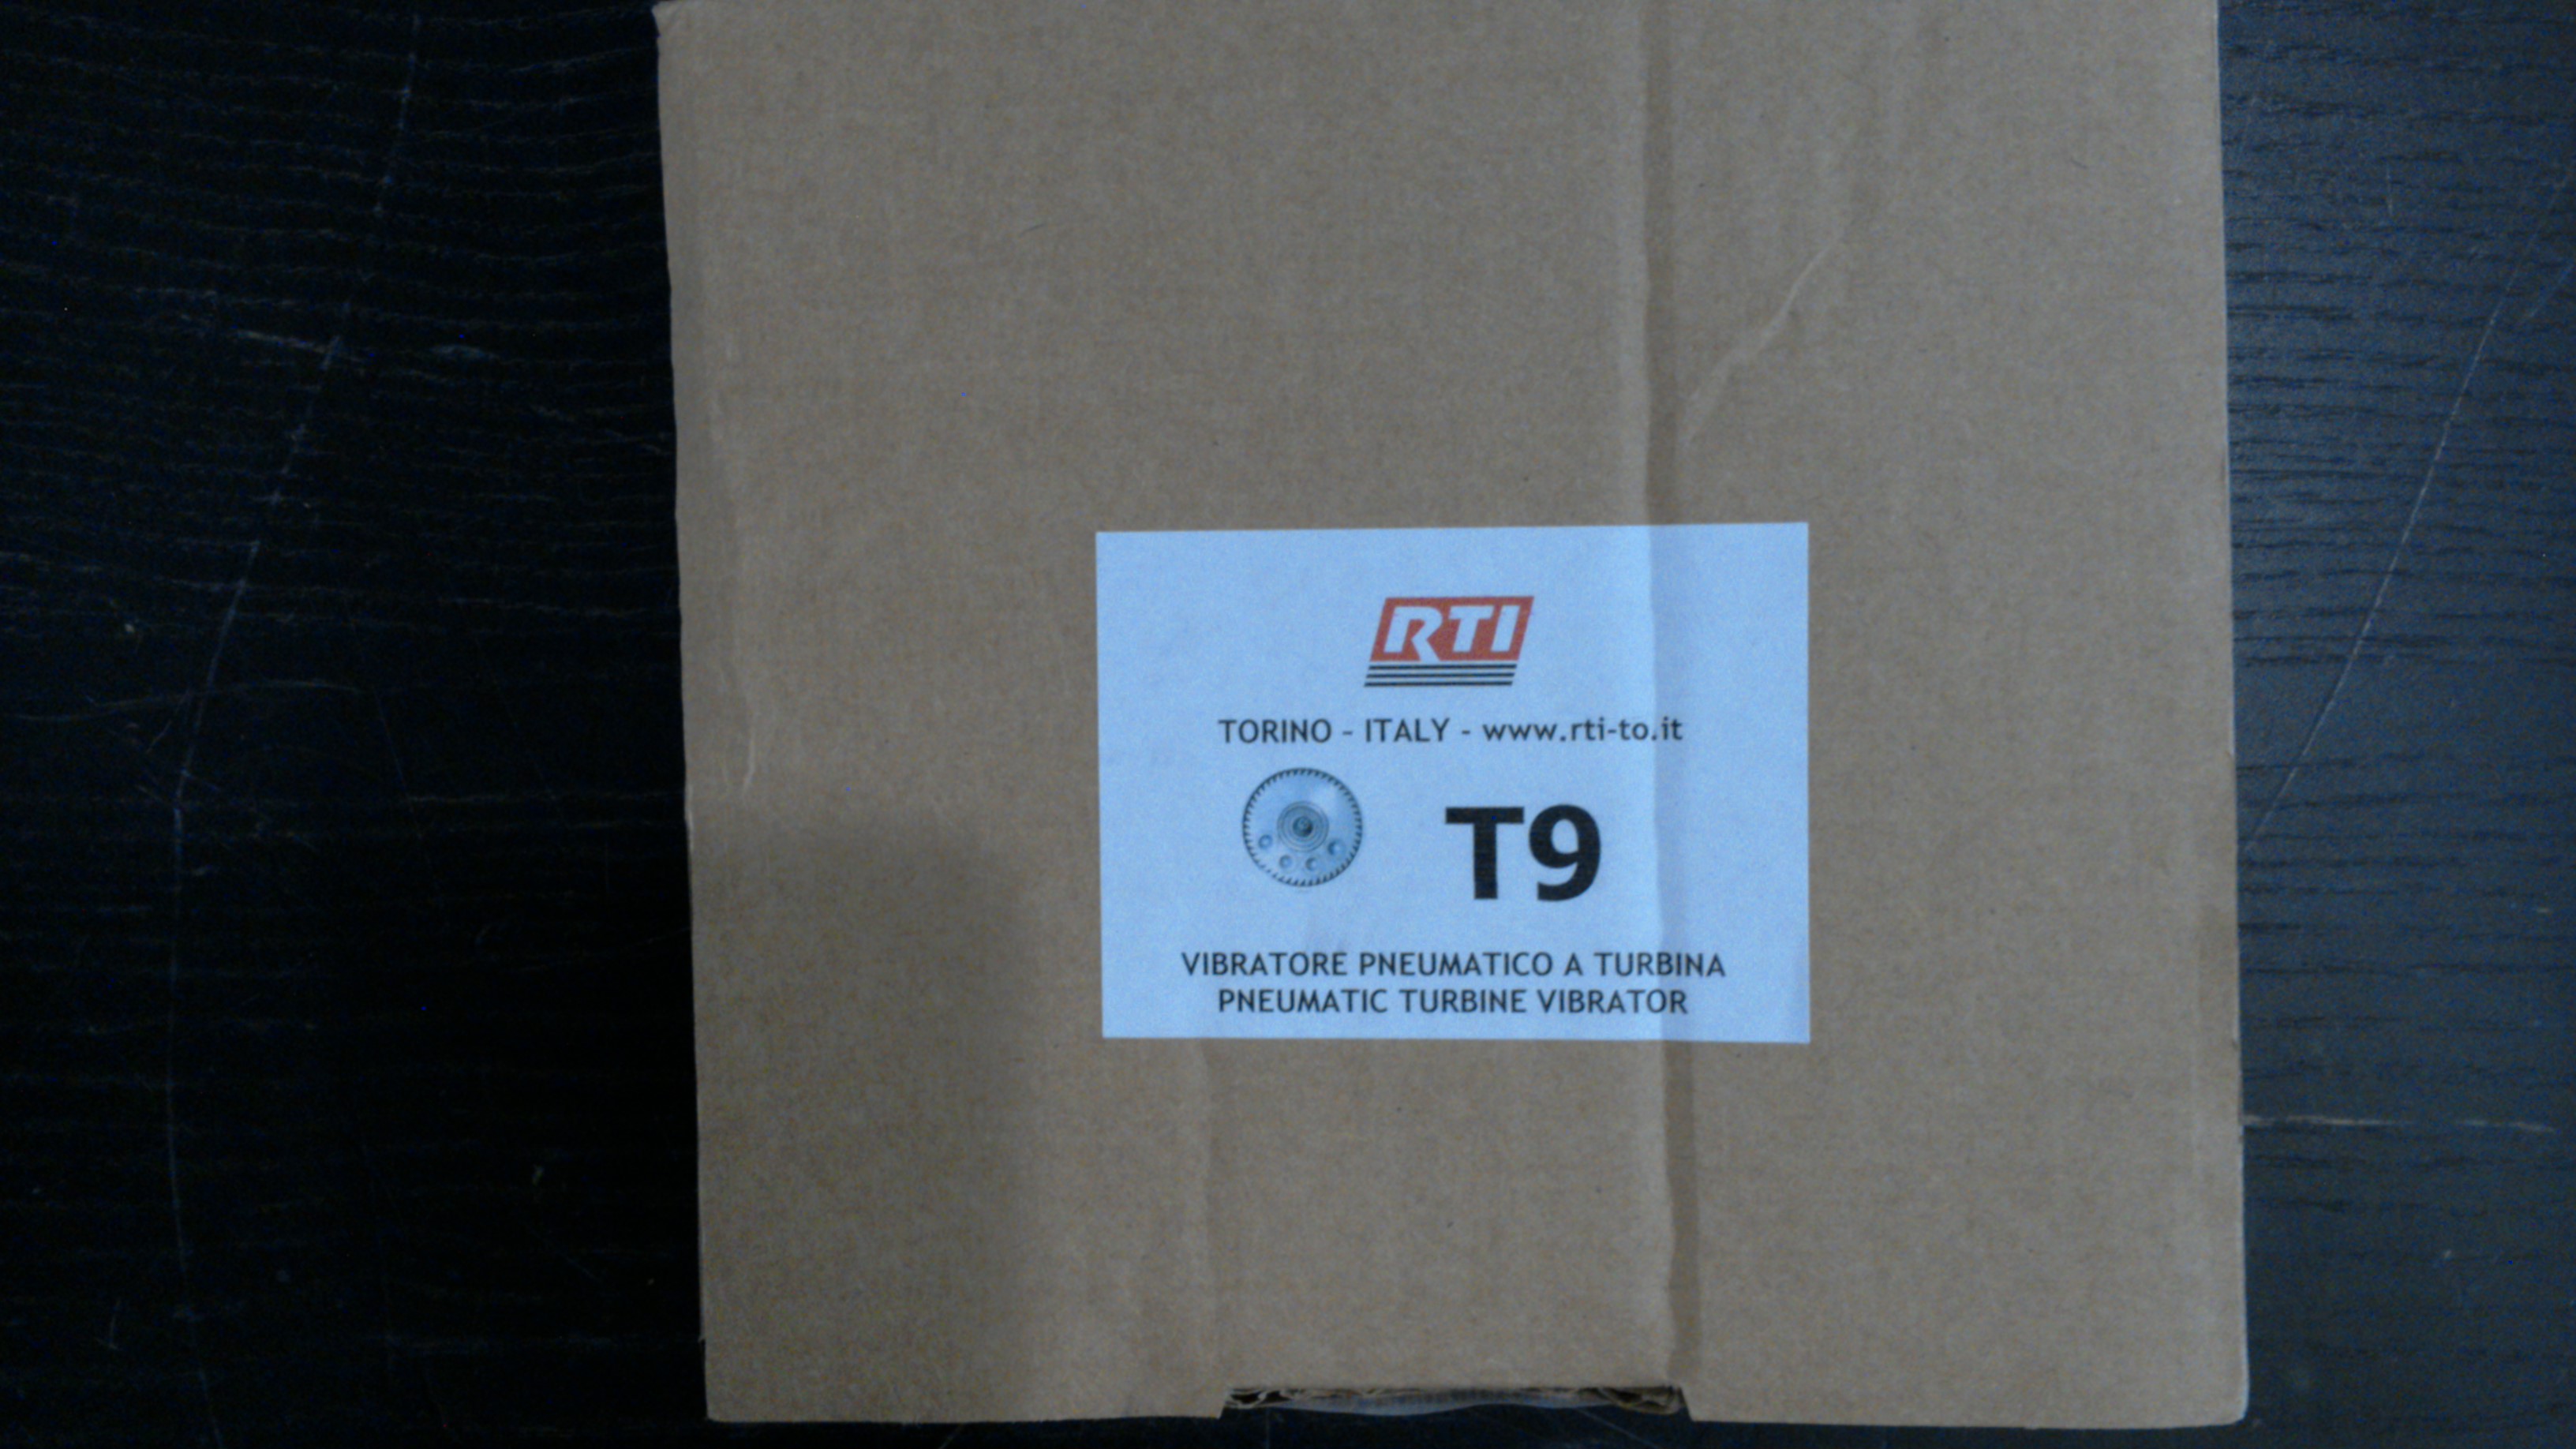 RTI
TORINO - ITALY - www.rti-to.it
T9
VIBRATORE PNEUMATICO A TURBINA
PNEUMATIC TURBINE VIBRATOR